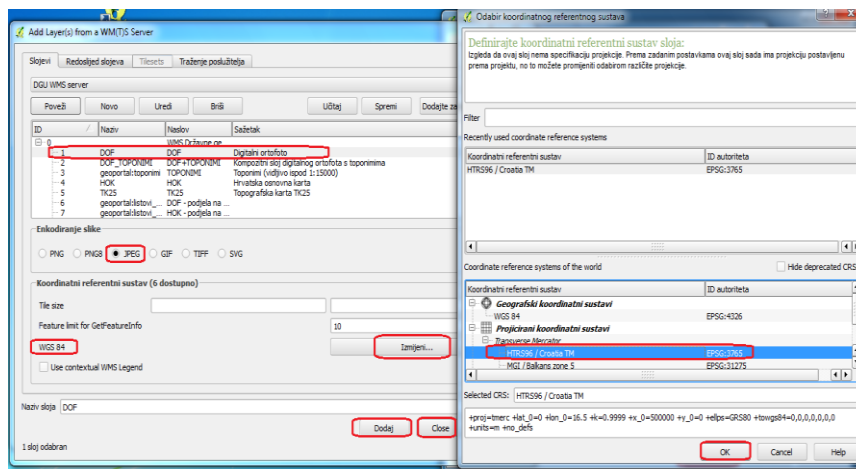 Add Layer(s) from a WM(T)S Server
Slojevi Redoslijed slojeva Tilesets Traženje poslužitelja
DGU WMS server
Poveži Novo Uredi Briši Učitaj Spremi Dodajte za
ID Naziv Naslov Sažetak
0 WMS Državne ge
1 DOF DOF Digitalni ortofoto
2 DOF_TOPONIMI DOF+TOPONIMI Kompozitni sloj digitalnog ortofota s toponimima
3 geoportal:toponimi TOPONIMI Toponimi (vidljivo ispod 1:15000)
4 HOK HOK Hrvatska osnovna karta
5 TK25 TK25 Topografska karta TK25
6 geoportal:listovi_... DOF - podjela na ...
7 geoportal:listovi_... HOK - podjela na ...
Enkodiranje slike
PNG PNG8 JPEG GIF TIFF SVG
Koordinatni referentni sustav (6 dostupno)
Tile size
Feature limit for GetFeatureInfo 10
WGS 84 Izmijeni...
Use contextual WMS Legend
Naziv sloja DOF
Dodaj Close
1 sloj odabran
Odabir koordinatnog referentnog sustava
Definirajte koordinatni referentni sustav sloja:
Izgleda da ovaj sloj nema specifikaciju projekcije. Prema zadanim postavkama ovaj sloj sada ima projekciju postavljenu
prema projektu, no to možete promijeniti odabirom različite projekcije.
Filter
Recently used coordinate reference systems
Koordinatni referentni sustav ID autoriteta
HTRS96 / Croatia TM EPSG:3765
Coordinate reference systems of the world Hide deprecated CRS
Koordinatni referentni sustav ID autoriteta
Geografski koordinatni sustavi
WGS 84 EPSG:4326
Projicirani koordinatni sustavi
Transverse Mercator
HTRS96 / Croatia TM EPSG:3765
MGI / Balkans zone 5 EPSG:31275
Selected CRS: HTRS96 / Croatia TM
+proj=tmerc +lat_0=0 +lon_0=16.5 +k=0.9999 +x_0=500000 +y_0=0 +ellps=GRS80 +towgs84=0,0,0,0,0,0,0
+units=m +no_defs
OK Cancel Help